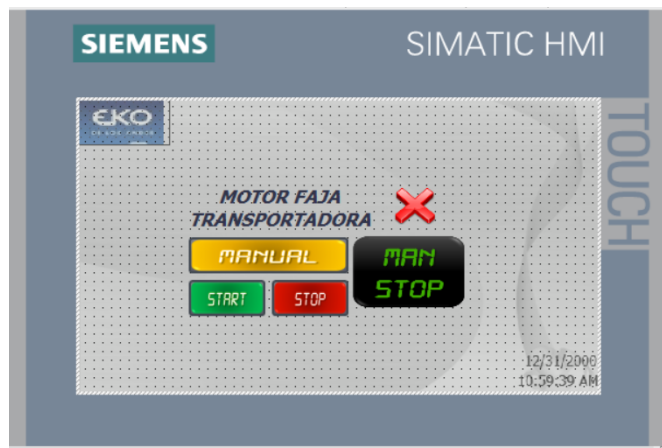 SIEMENS
SIMATIC HMI
TOUCH
EKO
MOTOR FAJA
TRANSPORTADORA
MANUAL
MAN
STOP
START
STOP
12/31/2000
10:59:39 AM